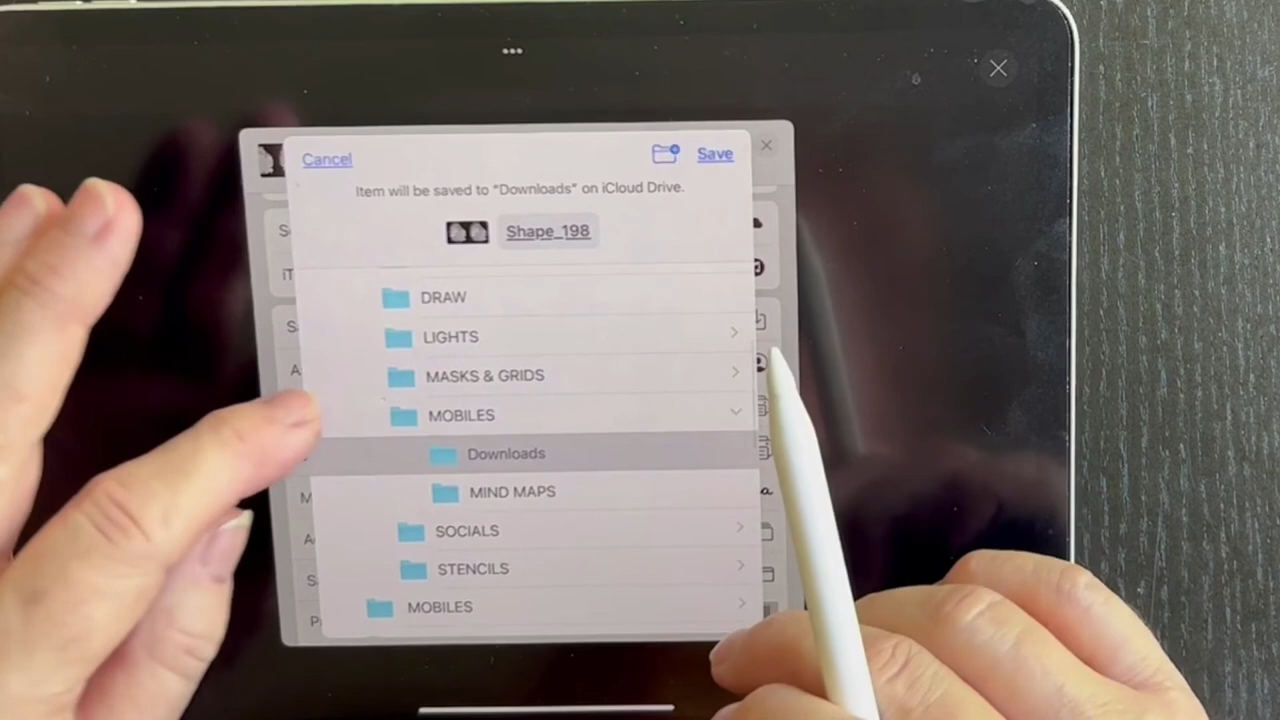 Cancel
Save
Item will be saved to “Downloads” on iCloud Drive.
Shape_198
DRAW
LIGHTS
MASKS & GRIDS
MOBILES
Downloads
MIND MAPS
SOCIALS
STENCILS
MOBILES